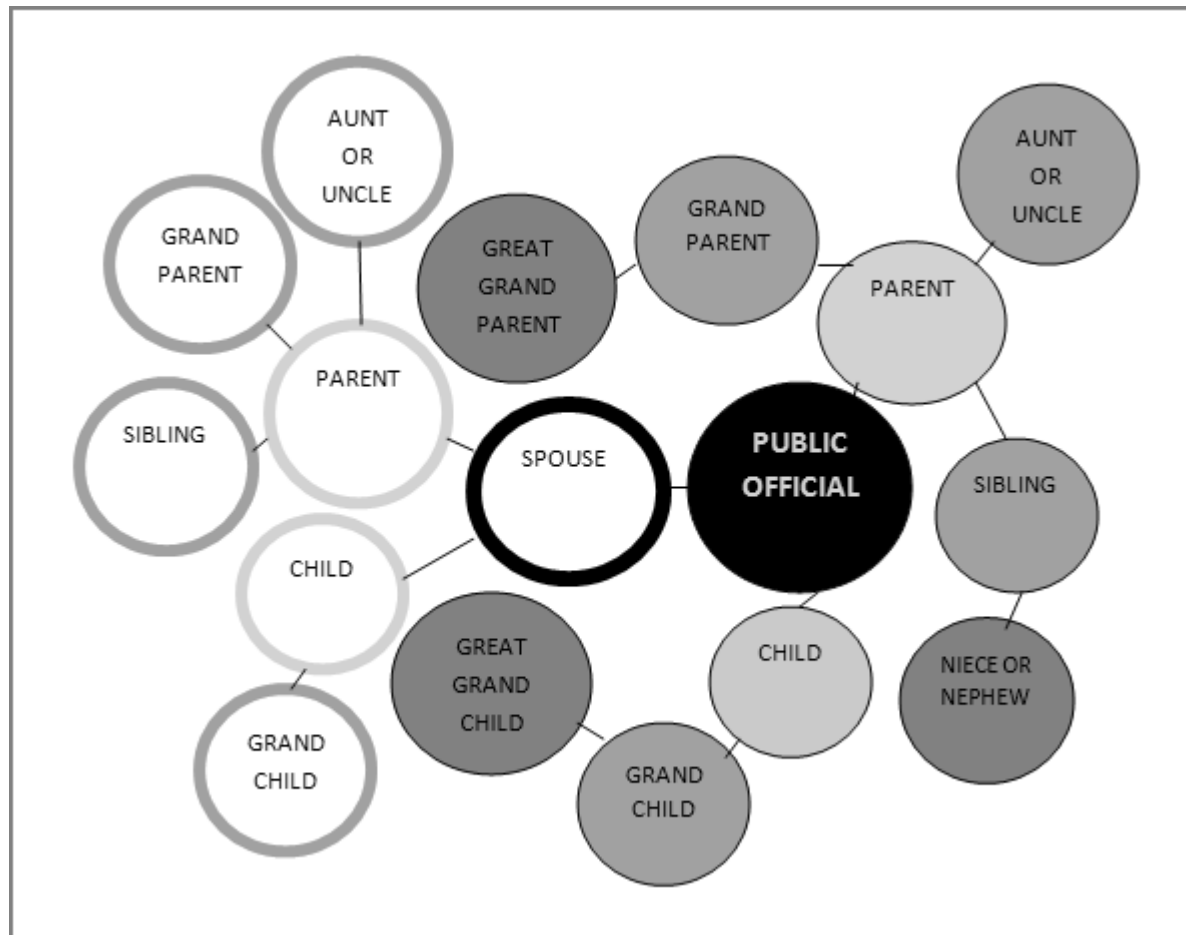 AUNT
OR
UNCLE
AUNT
OR
UNCLE
GRAND
PARENT
GRAND
PARENT
GREAT
GRAND
PARENT
PARENT
PARENT
SIBLING
SPOUSE
PUBLIC
OFFICIAL
SIBLING
CHILD
GREAT
GRAND
CHILD
CHILD
NIECE OR
NEPHEW
GRAND
CHILD
GRAND
CHILD